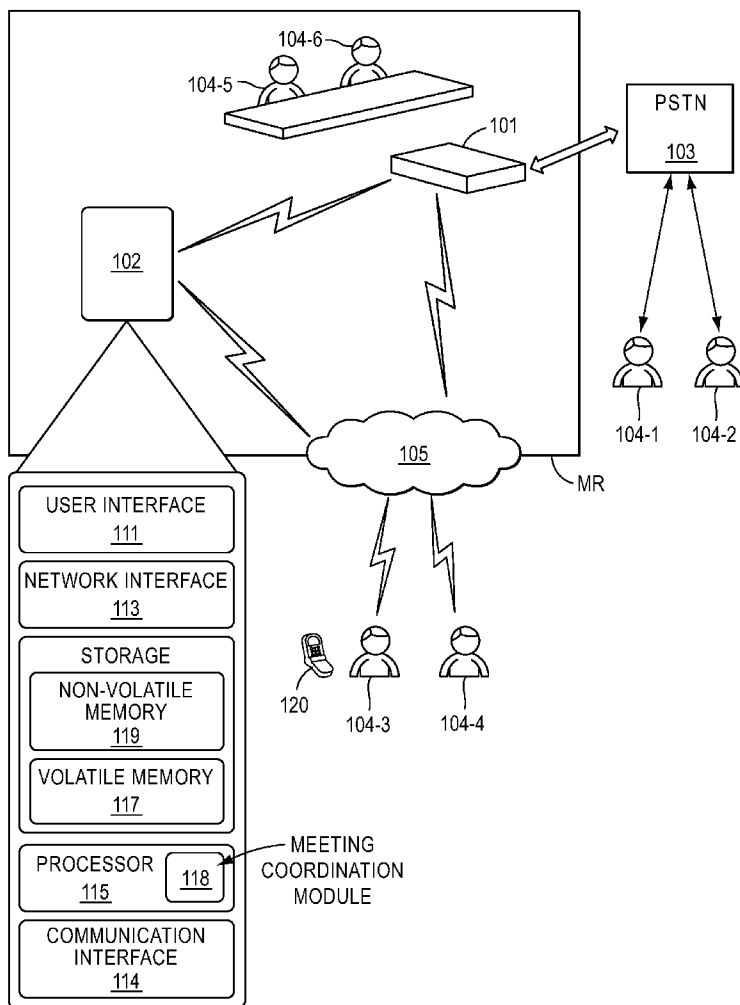 104-6
104-5
101
PSTN
103
102
104-1
104-2
105
MR
USER INTERFACE
111
NETWORK INTERFACE
113
STORAGE
NON-VOLATILE
MEMORY
119
VOLATILE MEMORY
117
120
104-3
104-4
PROCESSOR
115
118
MEETING
COORDINATION
MODULE
COMMUNICATION
INTERFACE
114